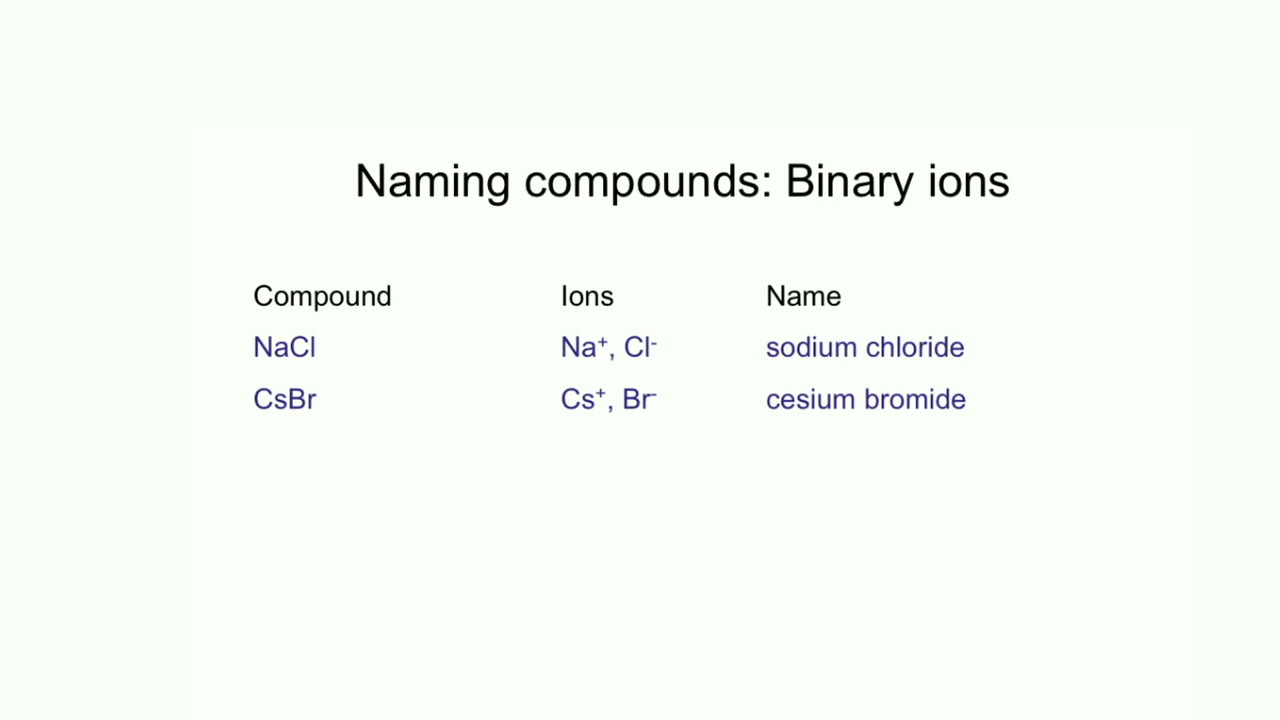 Naming compounds: Binary ions
Compound Ions Name
NaCl Na⁺, Cl⁻ sodium chloride
CsBr Cs⁺, Br⁻ cesium bromide